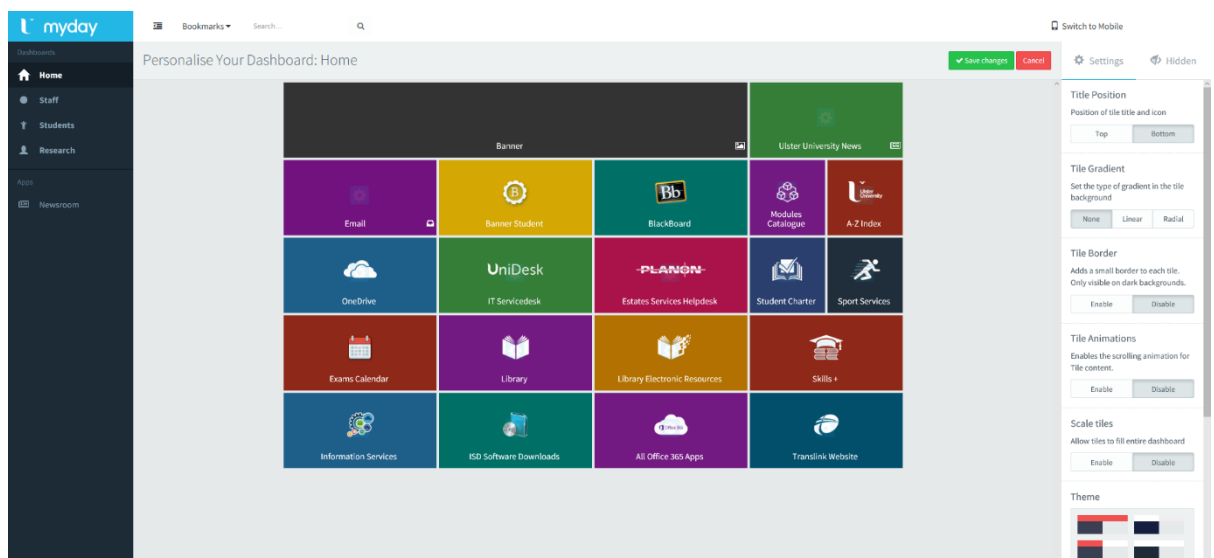 myday
Bookmarks
Search...
Switch to Mobile
Dashboards
Home
Staff
Students
Research
Apps
Newsroom
Personalise Your Dashboard: Home
Save changes
Cancel
Settings
Hidden
Banner
Ulster University News
Email
B
Banner Student
Bb
BlackBoard
Modules
Catalogue
Ulster
University
A-Z Index
OneDrive
UniDesk
IT Servicedesk
PLANON
Estates Services Helpdesk
Student Charter
Sport Services
Exams Calendar
Library
Library Electronic Resources
Skills +
Information Services
ISD Software Downloads
Office 365
All Office 365 Apps
Translink Website
Title Position
Position of tile title and icon
Top
Bottom
Tile Gradient
Set the type of gradient in the tile
background
None
Linear
Radial
Tile Border
Adds a small border to each tile.
Only visible on dark backgrounds.
Enable
Disable
Tile Animations
Enables the scrolling animation for
Tile content.
Enable
Disable
Scale tiles
Allow tiles to fill entire dashboard
Enable
Disable
Theme